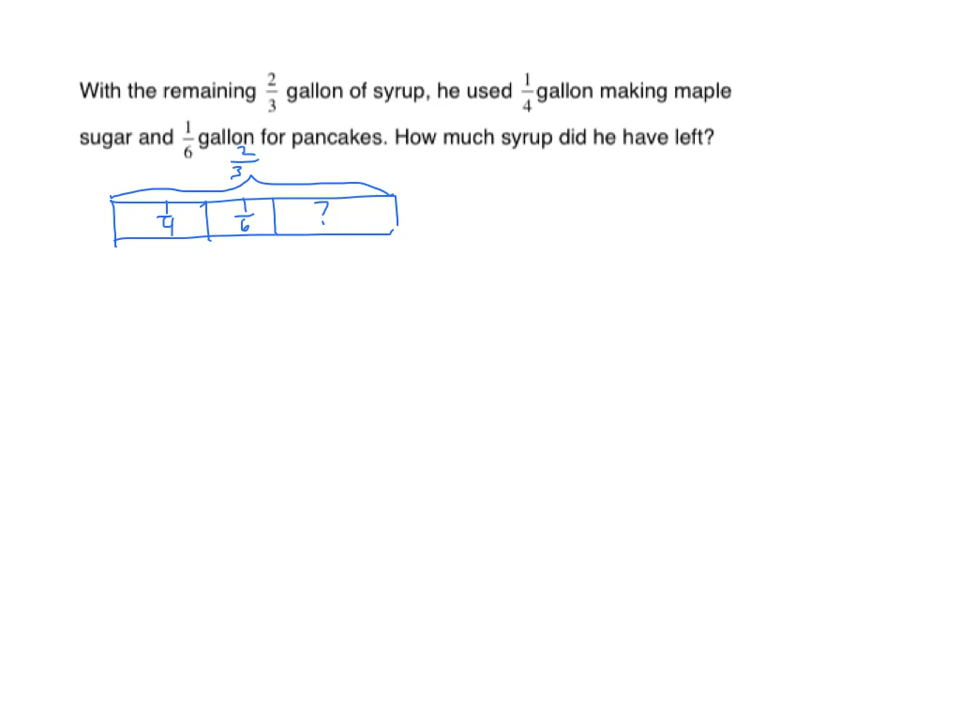 With the remaining 2/3 gallon of syrup, he used 1/4 gallon making maple
sugar and 1/6 gallon for pancakes. How much syrup did he have left?
2/3
1/4 1/6 ?